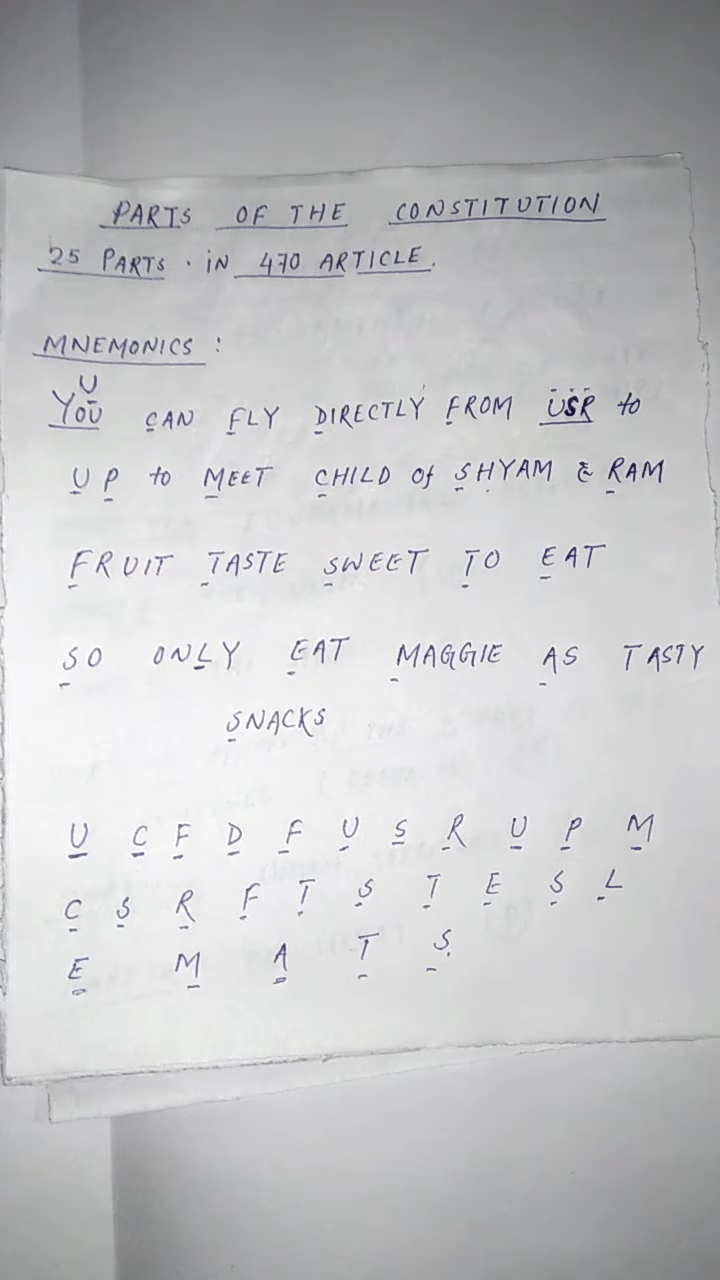 PARTS OF THE CONSTITUTION
25 PARTS . iN 470 ARTICLE.
MNEMONICS :
U
YOU CAN FLY DIRECTLY FROM USR to
UP to MEET CHILD of SHYAM & RAM
FRUIT TASTE SWEET TO EAT
SO ONLY EAT MAGGIE AS TASTY
SNACKS
U C F D F U S R U P M
C S R F T S T E S L
E M A T S.